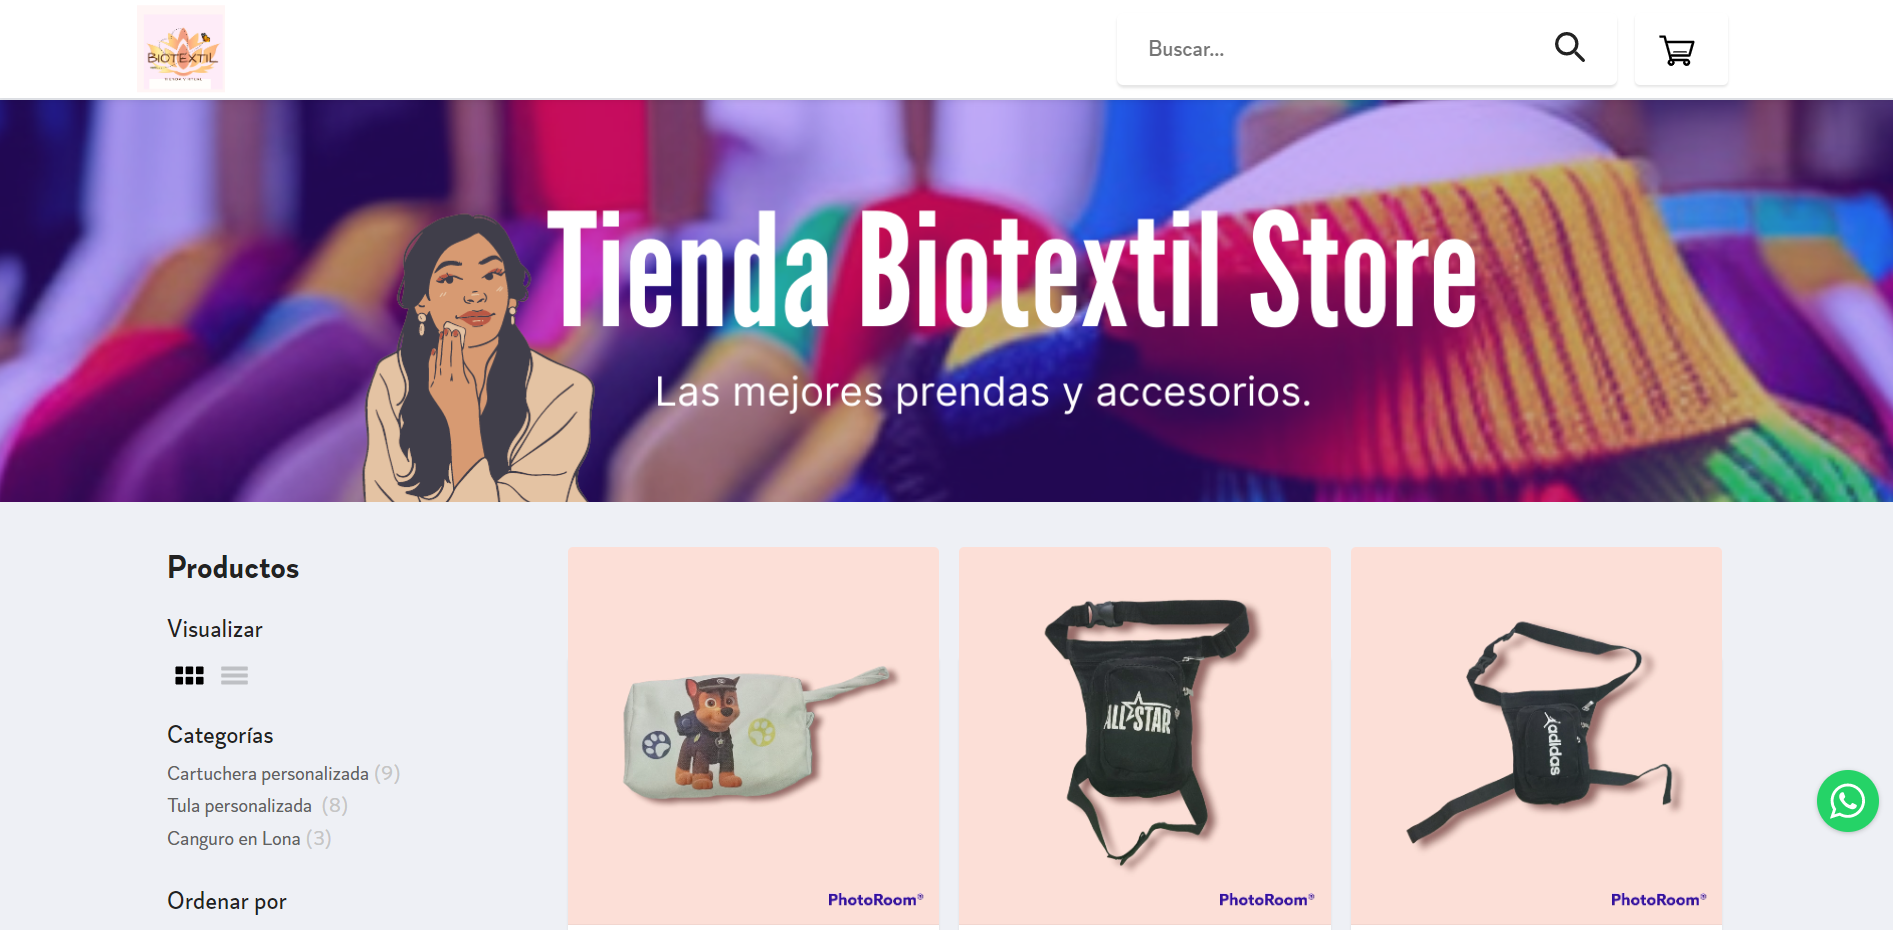 BIOTEXTIL
Buscar...
Tienda Biotextil Store
Las mejores prendas y accesorios.
Productos
Visualizar
Categorías
Cartuchera personalizada (9)
Tula personalizada (8)
Canguro en Lona (3)
Ordenar por
ALL STAR
adidas
PhotoRoom®
PhotoRoom®
PhotoRoom®